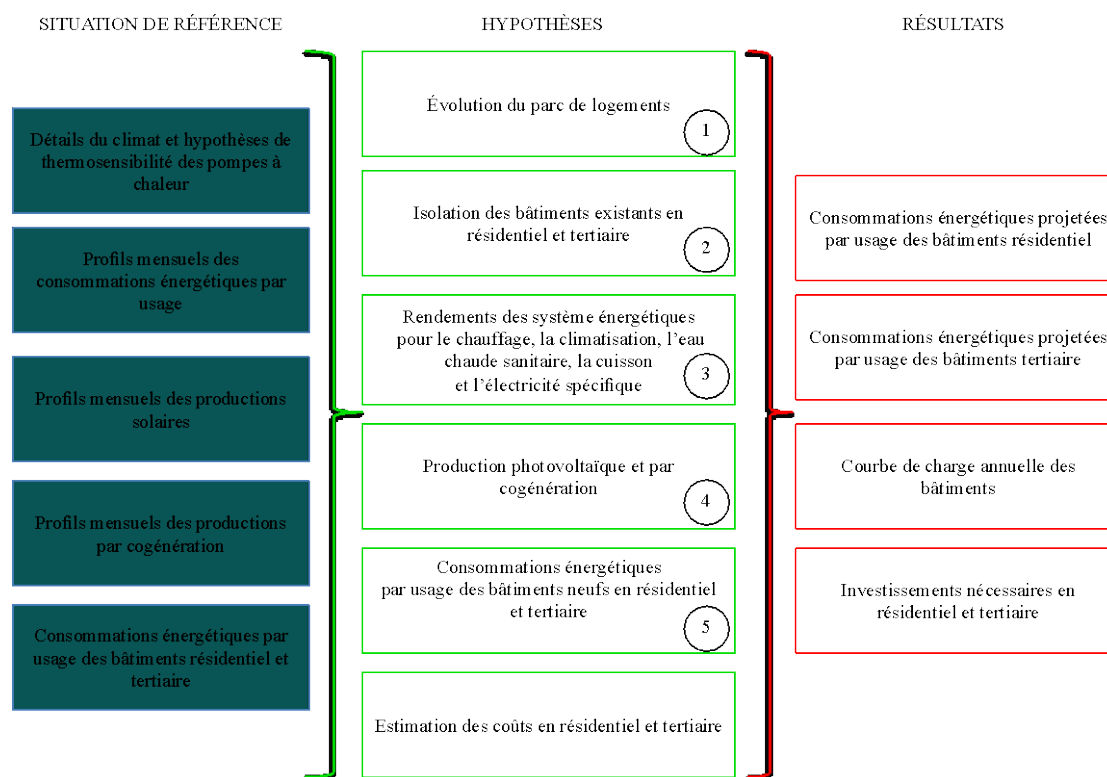 SITUATION DE RÉFÉRENCE
HYPOTHÈSES
RÉSULTATS
Détails du climat et hypothèses de
thermosensibilité des pompes à
chaleur
Profils mensuels des
consommations énergétiques par
usage
Profils mensuels des productions
solaires
Profils mensuels des productions
par cogénération
Consommations énergétiques par
usage des bâtiments résidentiel et
tertiaire
Évolution du parc de logements
1
Isolation des bâtiments existants en
résidentiel et tertiaire
2
Rendements des système énergétiques
pour le chauffage, la climatisation, l’eau
chaude sanitaire, la cuisson
et l’électricité spécifique
3
Production photovoltaïque et par
cogénération
4
Consommations énergétiques
par usage des bâtiments neufs en résidentiel
et tertiaire
5
Estimation des coûts en résidentiel et tertiaire
Consommations énergétiques projetées
par usage des bâtiments résidentiel
Consommations énergétiques projetées
par usage des bâtiments tertiaire
Courbe de charge annuelle des
bâtiments
Investissements nécessaires en
résidentiel et tertiaire